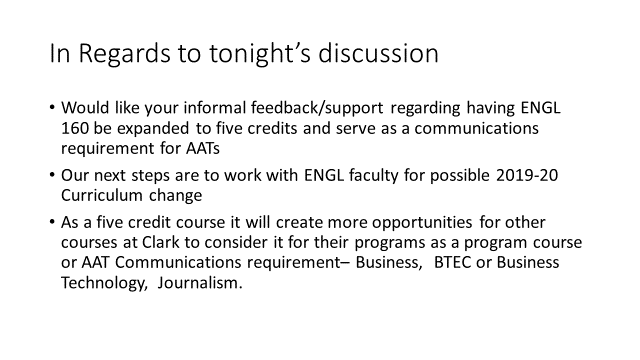 In Regards to tonight's discussion
• Would like your informal feedback/support regarding having ENGL
160 be expanded to five credits and serve as a communications
requirement for AATs
• Our next steps are to work with ENGL faculty for possible 2019-20
Curriculum change
• As a five credit course it will create more opportunities for other
courses at Clark to consider it for their programs as a program course
or AAT Communications requirement– Business, BTEC or Business
Technology, Journalism.